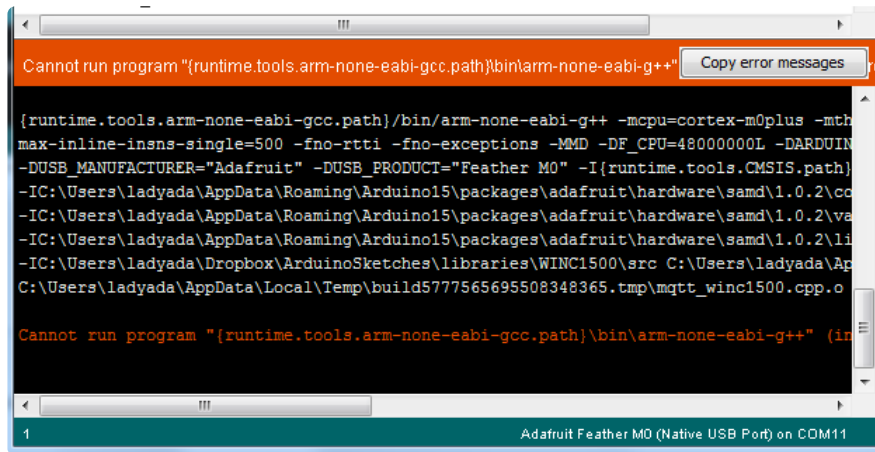 Cannot run program "{runtime.tools.arm-none-eabi-gcc.path}\bin\arm-none-eabi-g++"
Copy error messages
{runtime.tools.arm-none-eabi-gcc.path}/bin/arm-none-eabi-g++ -mcpu=cortex-m0plus -mth
max-inline-insns-single=500 -fno-rtti -fno-exceptions -MMD -DF_CPU=48000000L -DARDUIN
-DUSB_MANUFACTURER="Adafruit" -DUSB_PRODUCT="Feather M0" -I{runtime.tools.CMSIS.path}
-IC:\Users\ladyada\AppData\Roaming\Arduino15\packages\adafruit\hardware\samd\1.0.2\co
-IC:\Users\ladyada\AppData\Roaming\Arduino15\packages\adafruit\hardware\samd\1.0.2\va
-IC:\Users\ladyada\AppData\Roaming\Arduino15\packages\adafruit\hardware\samd\1.0.2\li
-IC:\Users\ladyada\Dropbox\ArduinoSketches\libraries\WINC1500\src C:\Users\ladyada\Ap
C:\Users\ladyada\AppData\Local\Temp\build5777565695508348365.tmp\mqtt_winc1500.cpp.o
Cannot run program "{runtime.tools.arm-none-eabi-gcc.path}\bin\arm-none-eabi-g++" (in
1
Adafruit Feather M0 (Native USB Port) on COM11